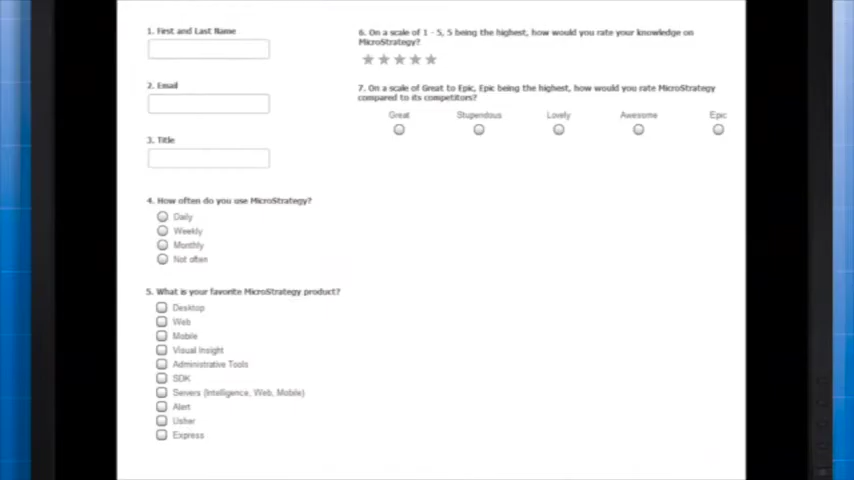 1. First and Last Name
2. Email
3. Title
4. How often do you use MicroStrategy?
Daily
Weekly
Monthly
Not often
5. What is your favorite MicroStrategy product?
Desktop
Web
Mobile
Visual Insight
Administrative Tools
SDK
Servers (Intelligence, Web, Mobile)
Alert
Usher
Express
6. On a scale of 1 - 5, 5 being the highest, how would you rate your knowledge on
MicroStrategy?
7. On a scale of Great to Epic, Epic being the highest, how would you rate MicroStrategy
compared to its competitors?
Great Stupendous Lovely Awesome Epic